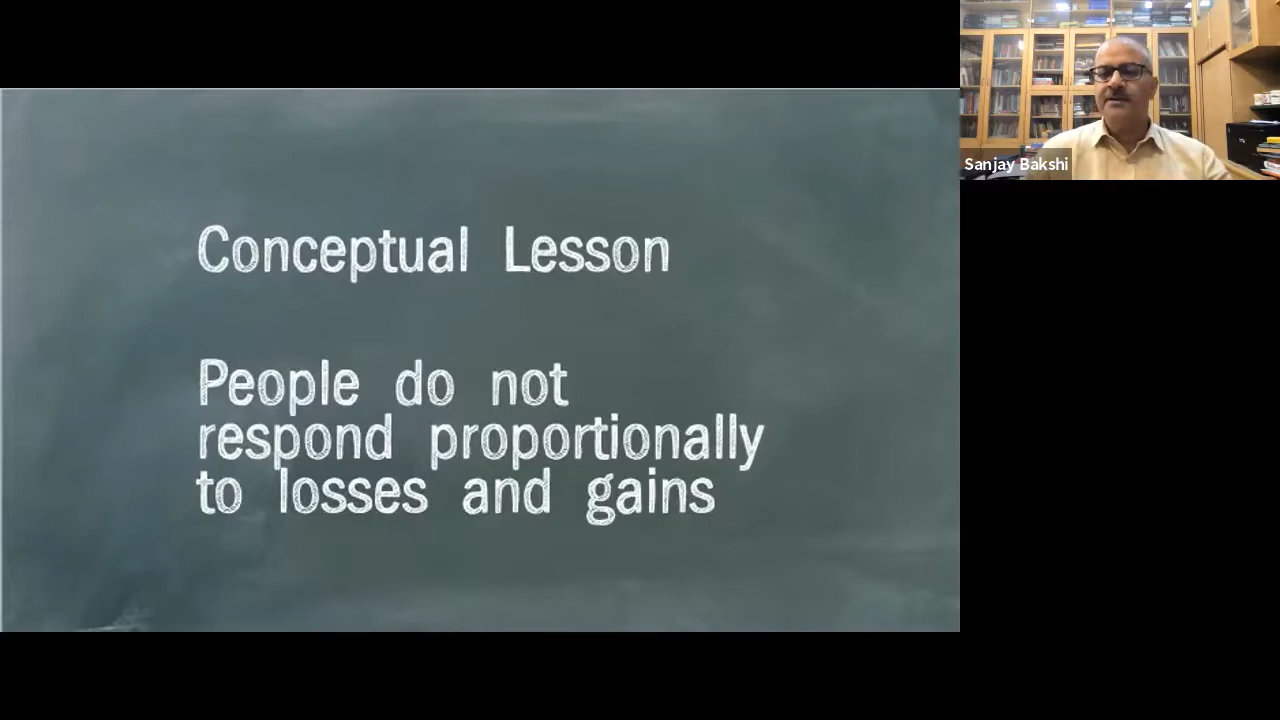 Conceptual Lesson
People do not
respond proportionally
to losses and gains
Sanjay Bakshi